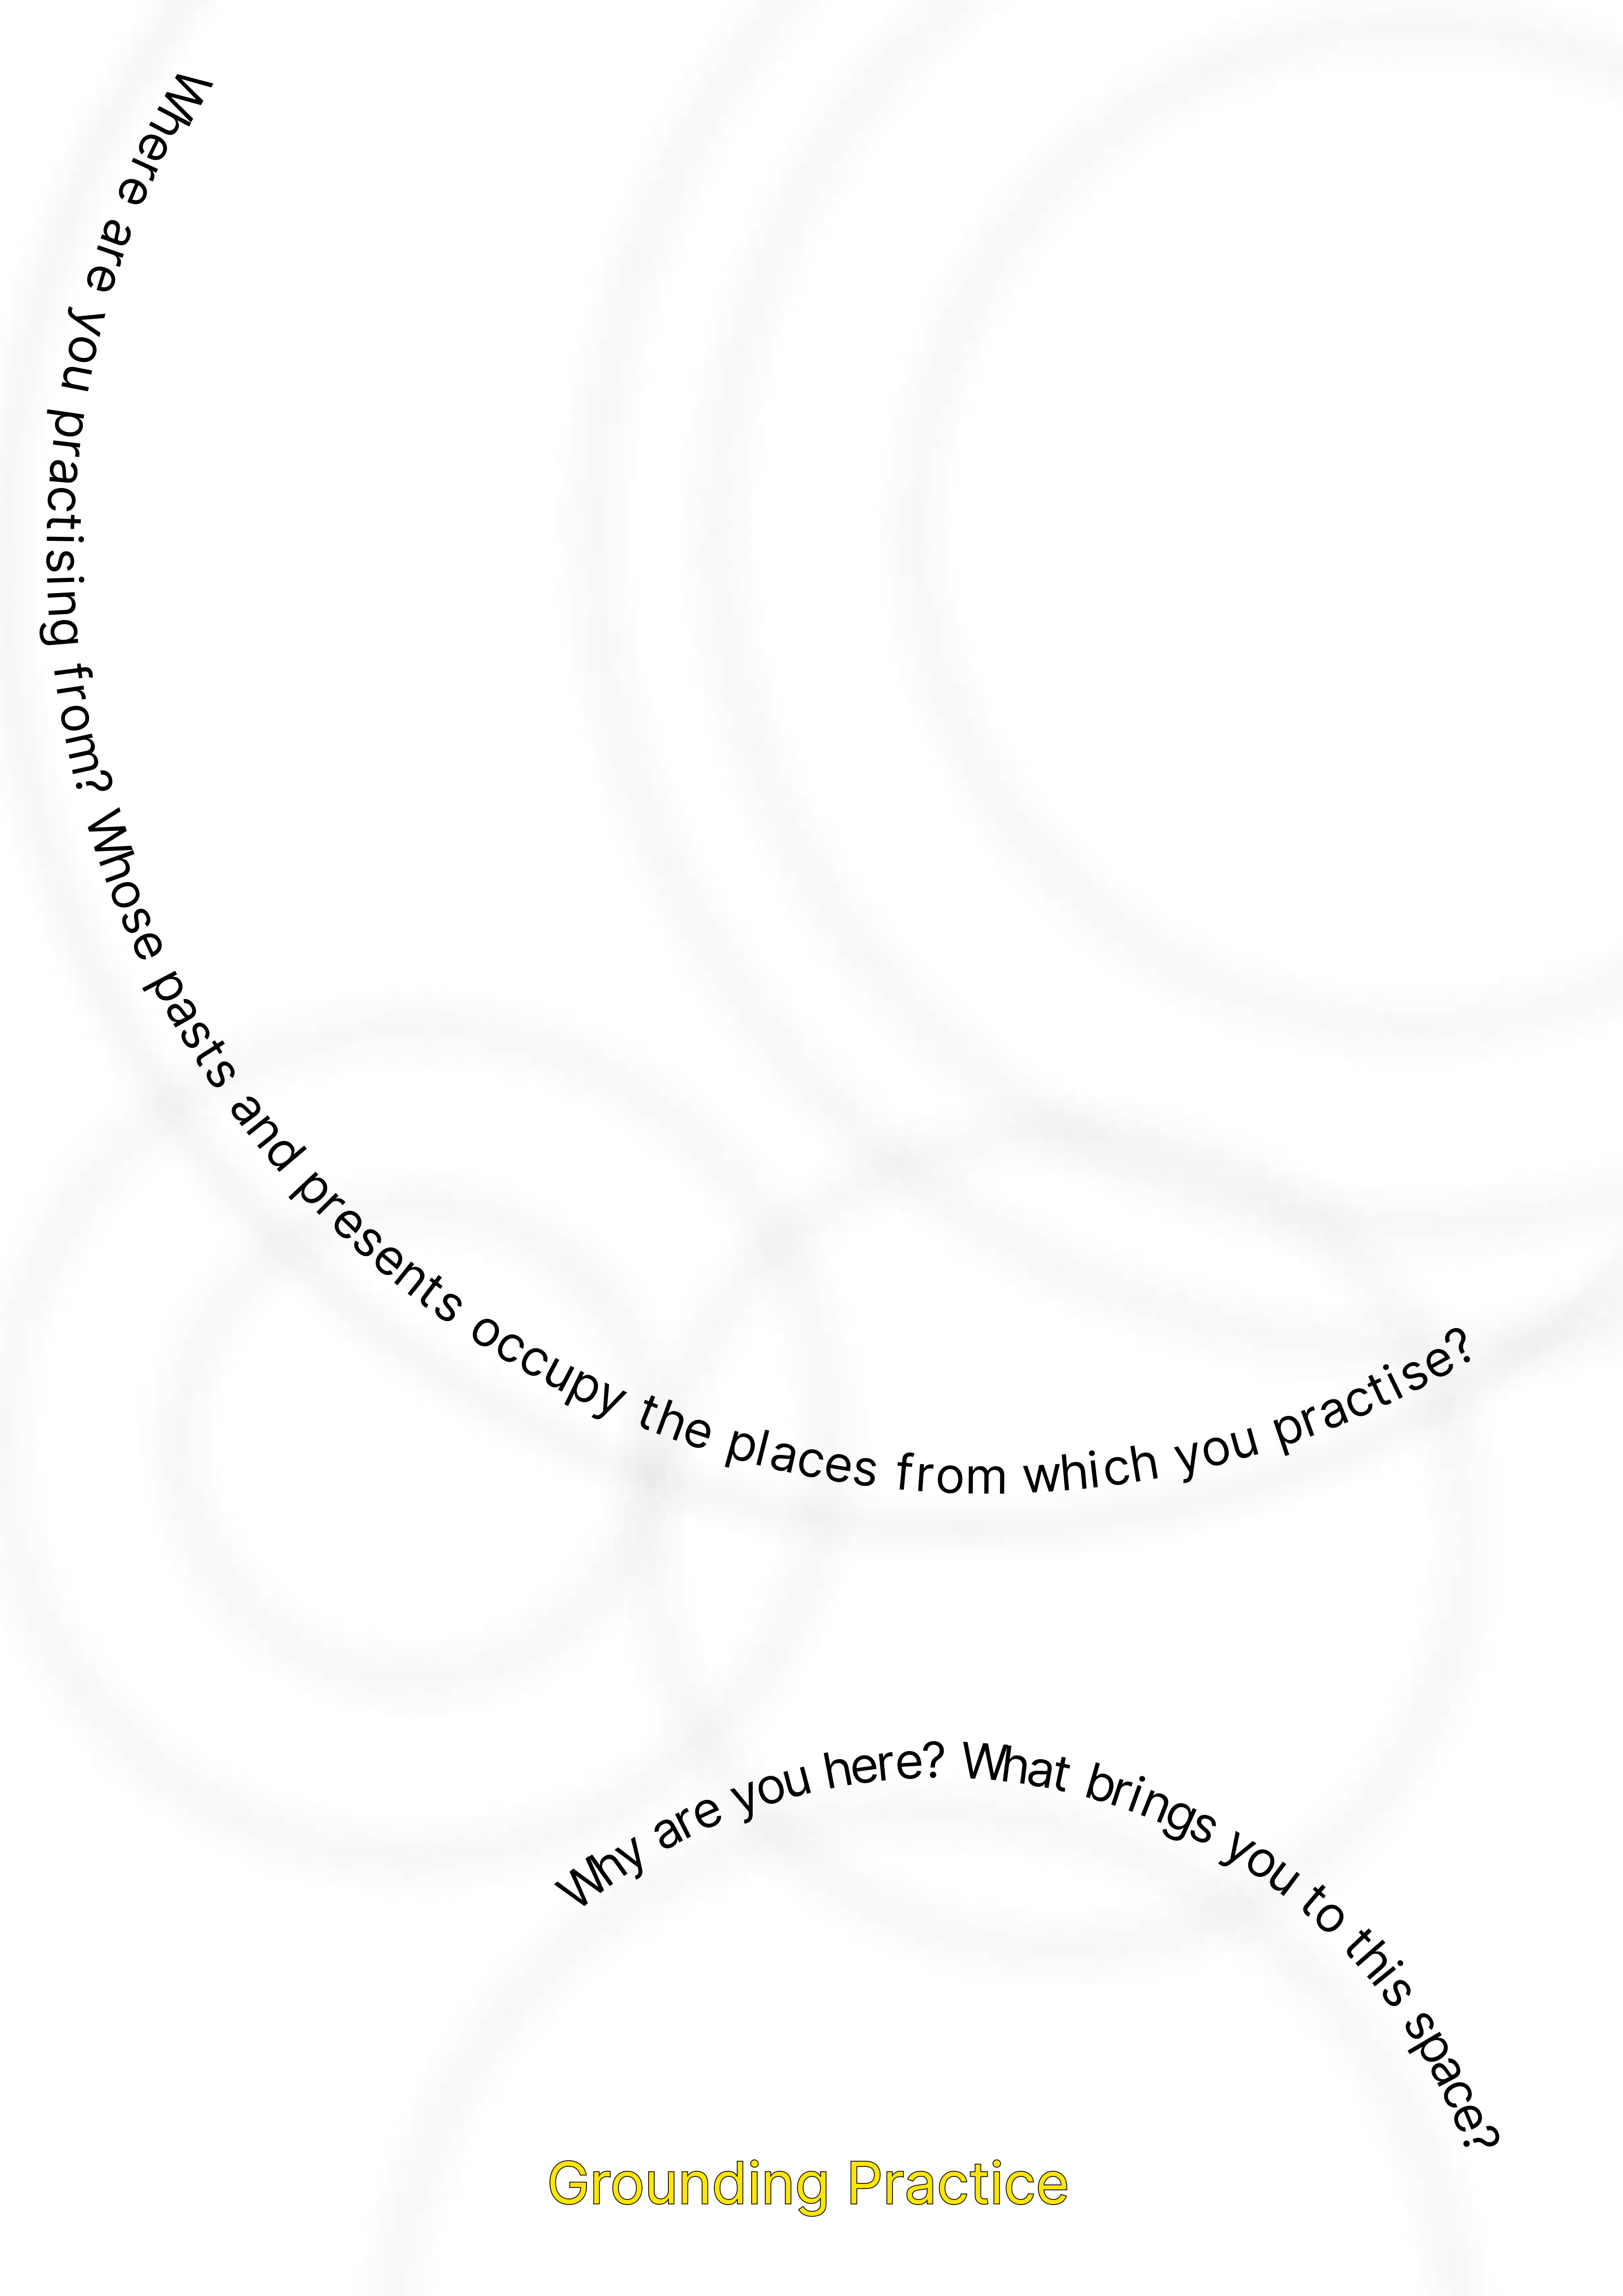 Where are you practising from? Whose pasts and presents occupy the places from which you practise?
Why are you here? What brings you to this space?
Grounding Practice